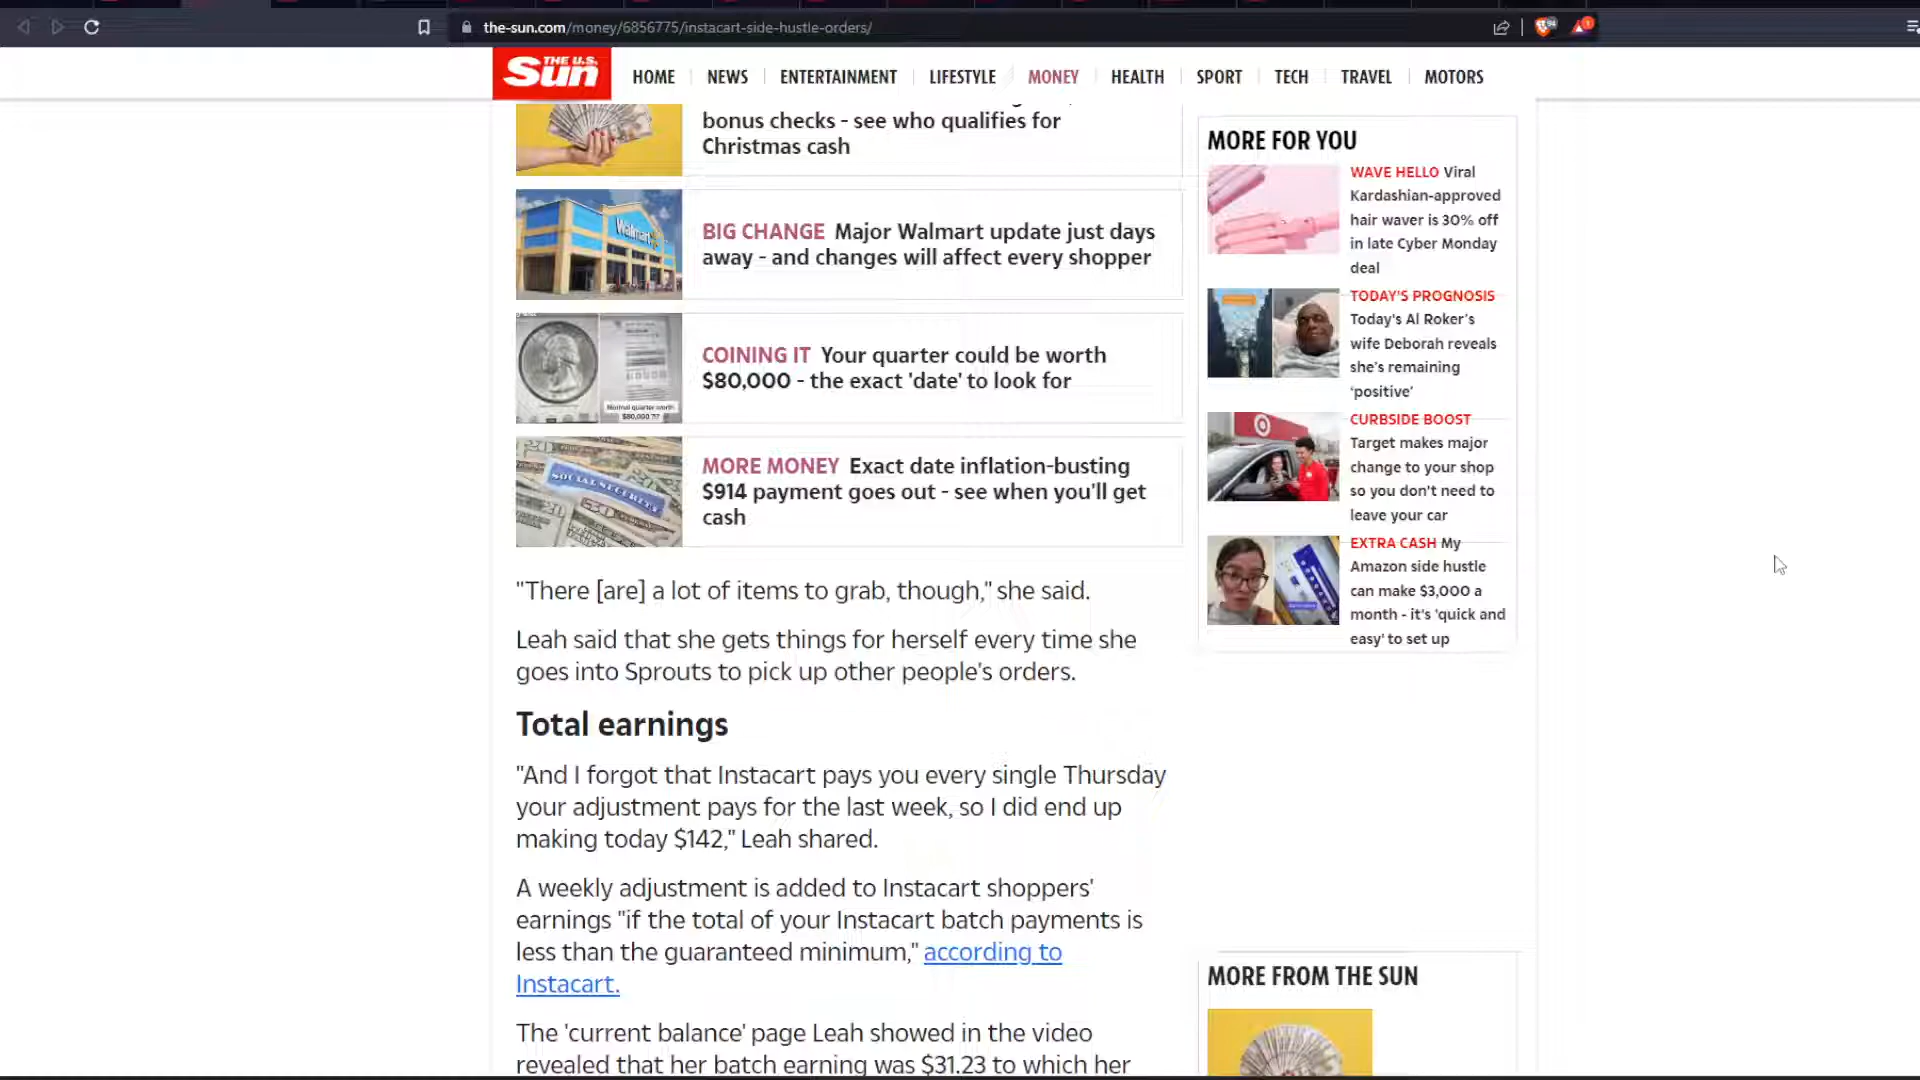 the-sun.com/money/6856775/instacart-side-hustle-orders/
THE U.S.
Sun
HOME
NEWS
ENTERTAINMENT
LIFESTYLE
MONEY
HEALTH
SPORT
TECH
TRAVEL
MOTORS
bonus checks - see who qualifies for
Christmas cash
Walmart
BIG CHANGE Major Walmart update just days
away - and changes will affect every shopper
Normal quarter worth
$80,000 ??
COINING IT Your quarter could be worth
$80,000 - the exact 'date' to look for
SOCIAL SECURITY
MORE MONEY Exact date inflation-busting
$914 payment goes out - see when you'll get
cash
"There [are] a lot of items to grab, though," she said.
Leah said that she gets things for herself every time she
goes into Sprouts to pick up other people's orders.
Total earnings
"And I forgot that Instacart pays you every single Thursday
your adjustment pays for the last week, so I did end up
making today $142," Leah shared.
A weekly adjustment is added to Instacart shoppers'
earnings "if the total of your Instacart batch payments is
less than the guaranteed minimum," according to
Instacart.
The 'current balance' page Leah showed in the video
revealed that her batch earning was $31.23 to which her
MORE FOR YOU
WAVE HELLO Viral
Kardashian-approved
hair waver is 30% off
in late Cyber Monday
deal
TODAY'S PROGNOSIS
Today's Al Roker's
wife Deborah reveals
she's remaining
‘positive’
CURBSIDE BOOST
Target makes major
change to your shop
so you don't need to
leave your car
EXTRA CASH My
Amazon side hustle
can make $3,000 a
month - it's 'quick and
easy' to set up
MORE FROM THE SUN